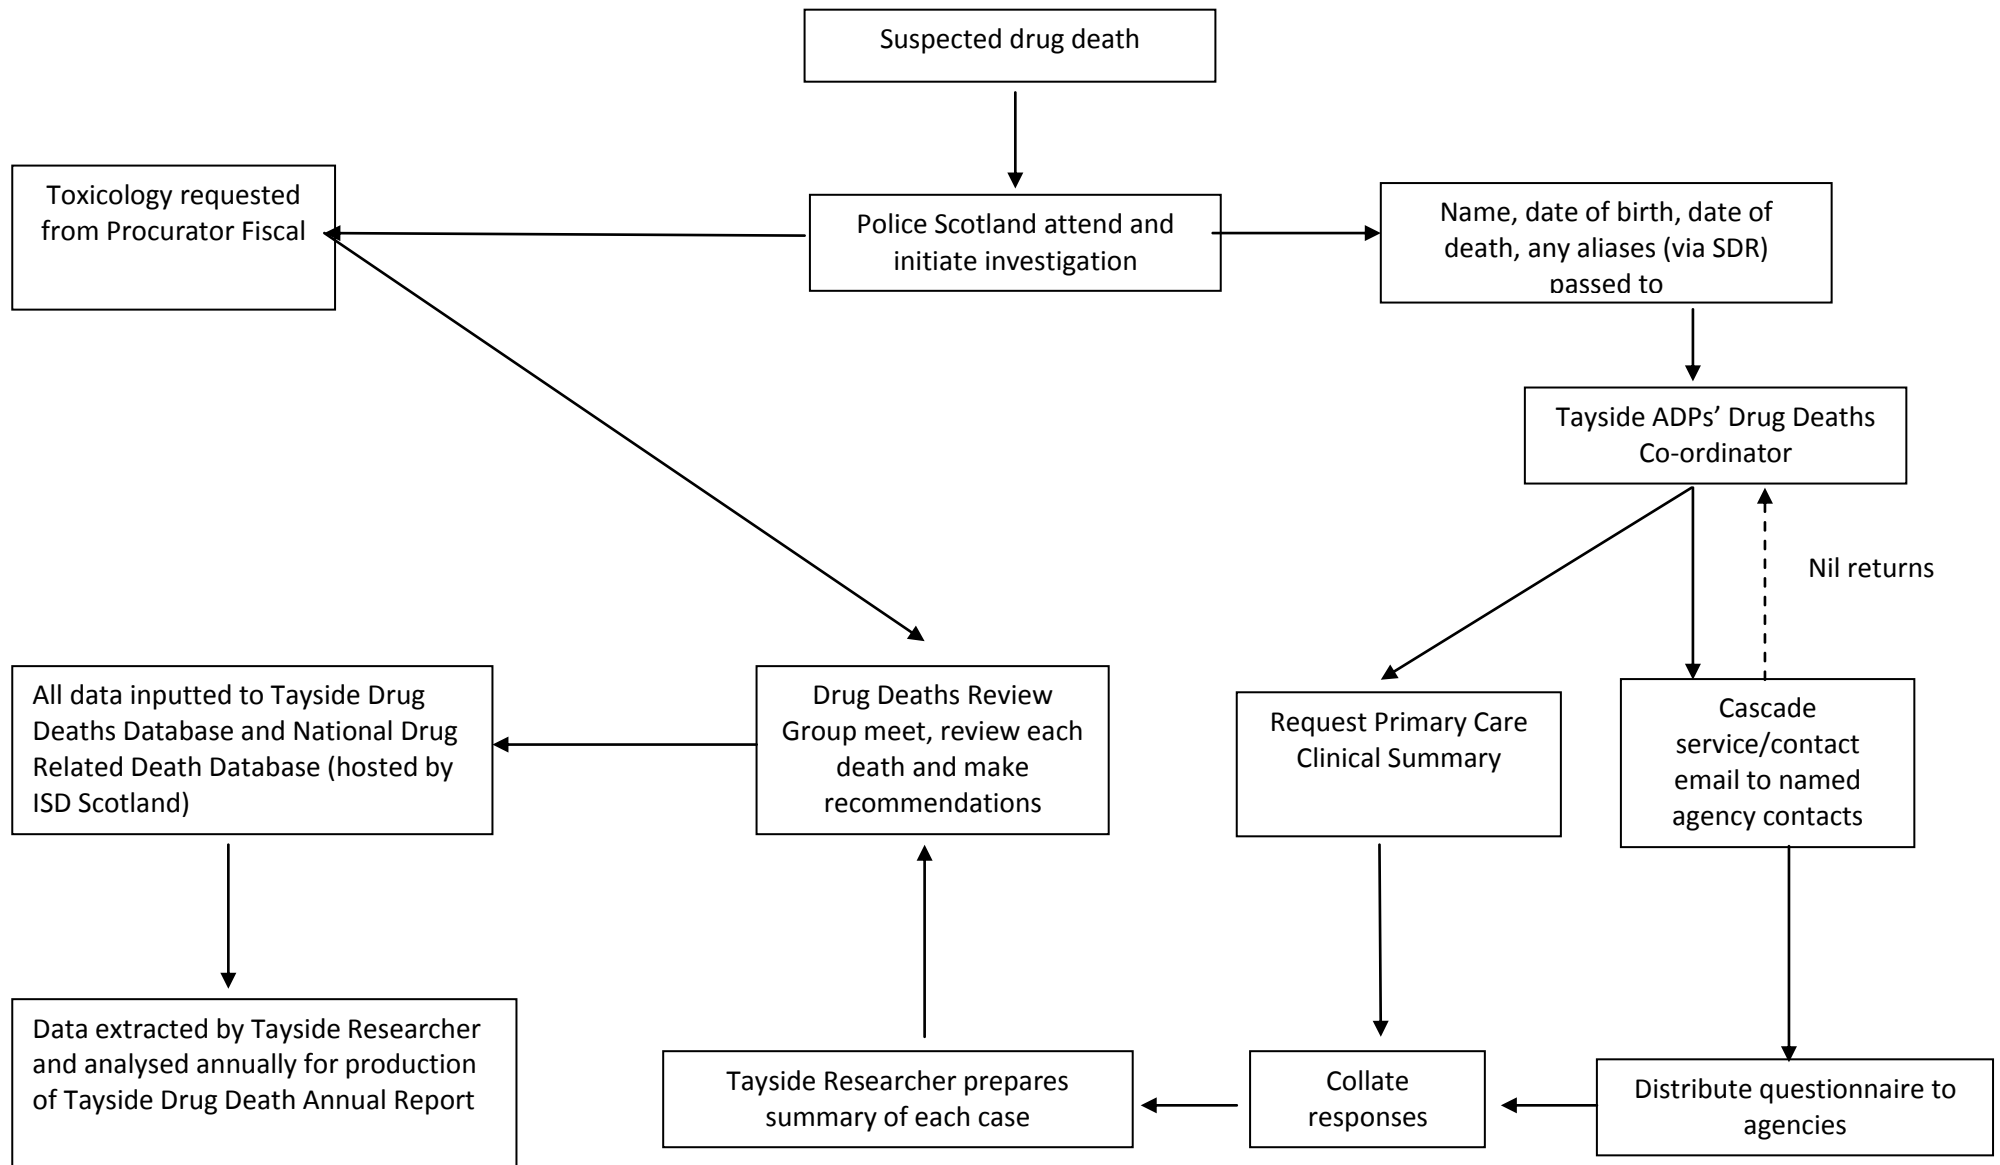 Suspected drug death
Toxicology requested
from Procurator Fiscal
Police Scotland attend and
initiate investigation
Name, date of birth, date of
death, any aliases (via SDR)
passed to
Tayside ADPs’ Drug Deaths
Co-ordinator
Nil returns
All data inputted to Tayside Drug
Deaths Database and National Drug
Related Death Database (hosted by
ISD Scotland)
Drug Deaths Review
Group meet, review each
death and make
recommendations
Request Primary Care
Clinical Summary
Cascade
service/contact
email to named
agency contacts
Data extracted by Tayside Researcher
and analysed annually for production
of Tayside Drug Death Annual Report
Tayside Researcher prepares
summary of each case
Collate
responses
Distribute questionnaire to
agencies